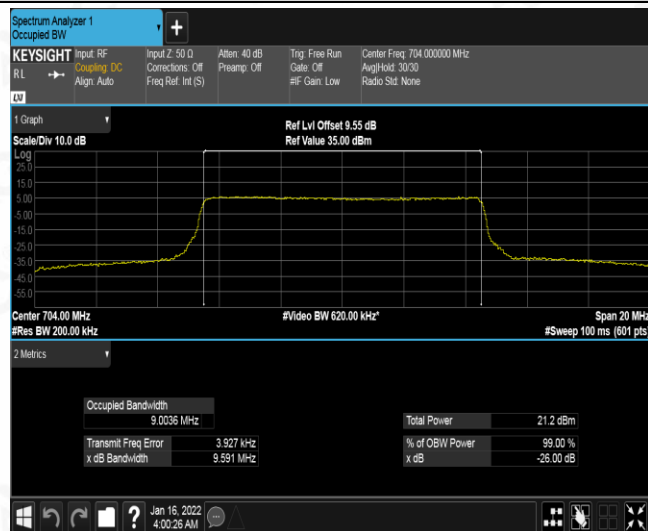 Spectrum Analyzer 1
Occupied BW
+
KEYSIGHT Input: RF Input Z: 50 Ω Atten: 40 dB Trig: Free Run Center Freq: 704.000000 MHz
RL Coupling: DC Corrections: Off Preamp: Off Gate: Off Avg|Hold: 30/30
Align: Auto Freq Ref: Int (S) #IF Gain: Low Radio Std: None
1 Graph
Ref Lvl Offset 9.55 dB
Scale/Div 10.0 dB Ref Value 35.00 dBm
Log
25.0
15.0
5.00
-5.00
-15.0
-25.0
-35.0
-45.0
-55.0
Center 704.00 MHz #Video BW 620.00 kHz* Span 20 MHz
#Res BW 200.00 kHz #Sweep 100 ms (601 pts)
2 Metrics
Occupied Bandwidth
9.0036 MHz Total Power 21.2 dBm
Transmit Freq Error 3.927 kHz % of OBW Power 99.00 %
x dB Bandwidth 9.591 MHz x dB -26.00 dB
? Jan 16, 2022
4:00:26 AM